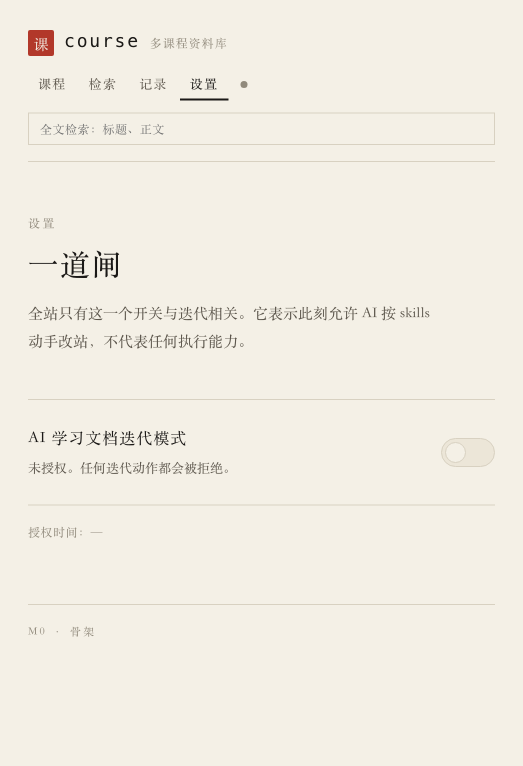 课 course 多课程资料库
课程 检索 记录 设置
全文检索：标题、正文
设置
一道闸
全站只有这一个开关与迭代相关。它表示此刻允许 AI 按 skills
动手改站，不代表任何执行能力。
AI 学习文档迭代模式
未授权。任何迭代动作都会被拒绝。
授权时间：—
M0 · 骨架